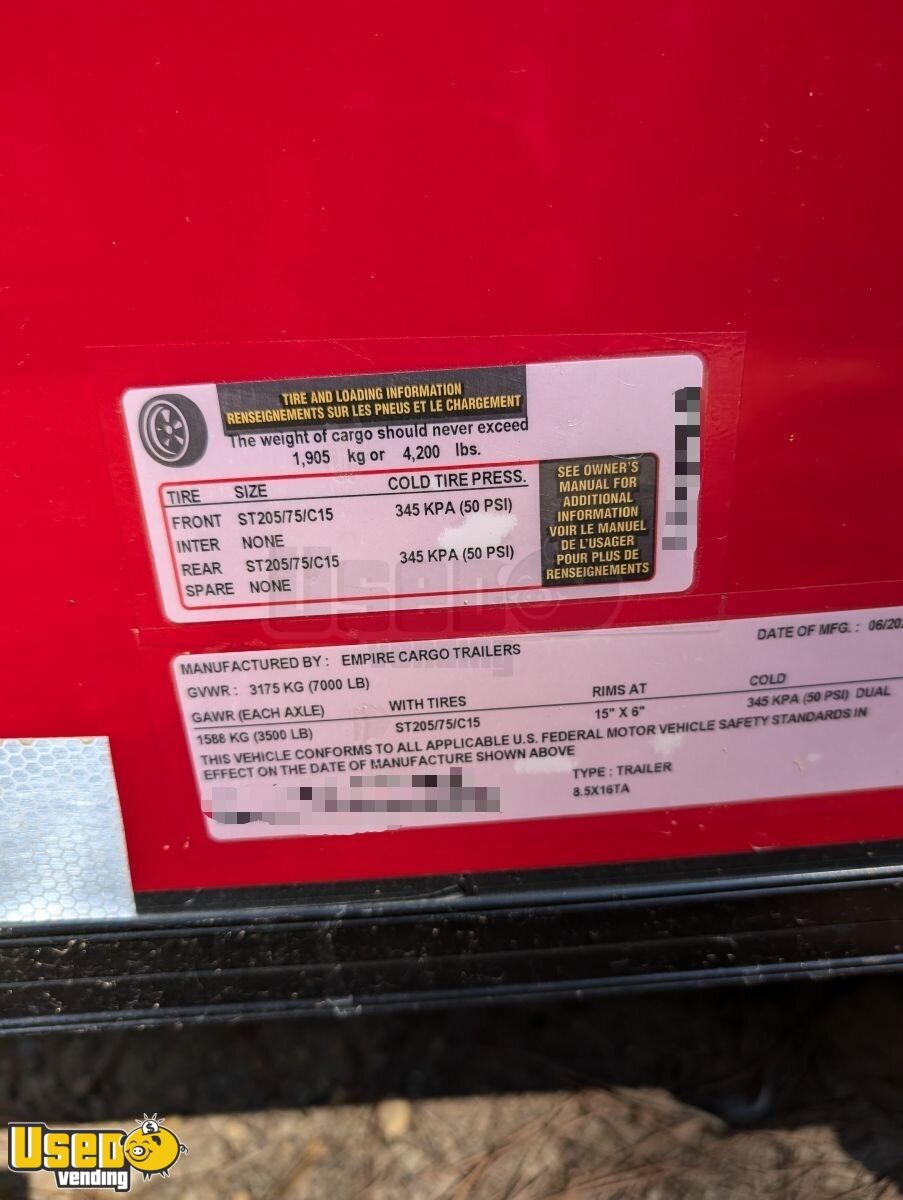 TIRE AND LOADING INFORMATION
RENSEIGNEMENTS SUR LES PNEUS ET LE CHARGEMENT
The weight of cargo should never exceed
1,905 kg or 4,200 lbs.
TIRE SIZE COLD TIRE PRESS.
FRONT ST205/75/C15 345 KPA (50 PSI)
INTER NONE
REAR ST205/75/C15 345 KPA (50 PSI)
SPARE NONE
SEE OWNER'S
MANUAL FOR
ADDITIONAL
INFORMATION
VOIR LE MANUEL
DE L'USAGER
POUR PLUS DE
RENSEIGNEMENTS
USED vending
MANUFACTURED BY : EMPIRE CARGO TRAILERS DATE OF MFG. : 06/20
GVWR : 3175 KG (7000 LB)
GAWR (EACH AXLE) WITH TIRES RIMS AT COLD
1588 KG (3500 LB) ST205/75/C15 15" X 6" 345 KPA (50 PSI) DUAL
THIS VEHICLE CONFORMS TO ALL APPLICABLE U.S. FEDERAL MOTOR VEHICLE SAFETY STANDARDS IN
EFFECT ON THE DATE OF MANUFACTURE SHOWN ABOVE
TYPE : TRAILER
8.5X16TA
USED vending